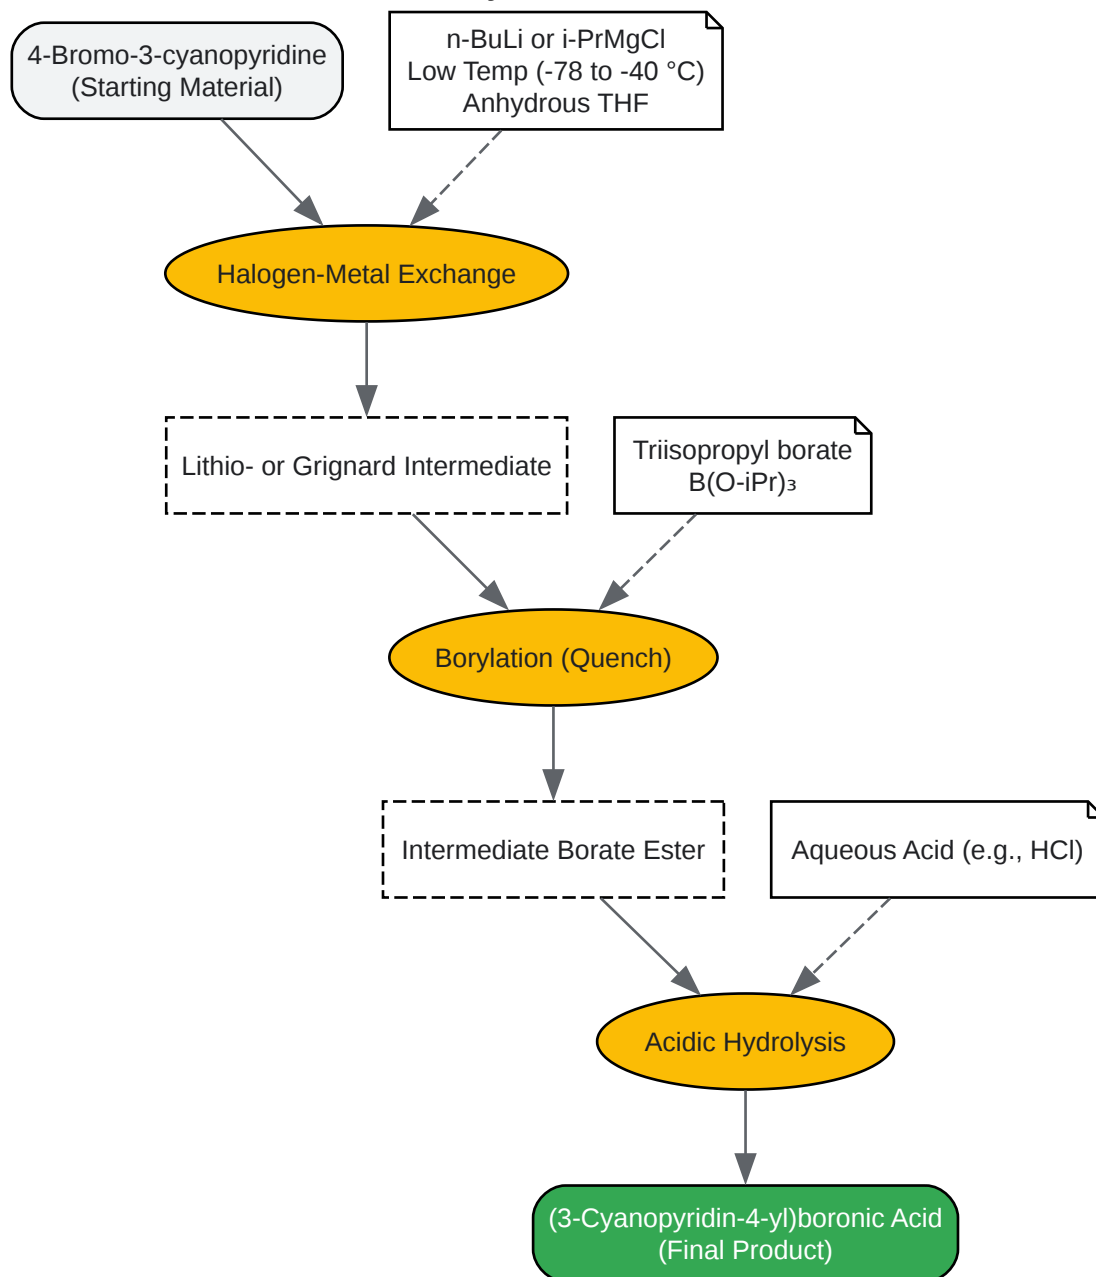 4-Bromo-3-cyanopyridine
(Starting Material)
n-BuLi or i-PrMgCl
Low Temp (-78 to -40 °C)
Anhydrous THF
Halogen-Metal Exchange
Lithio- or Grignard Intermediate
Triisopropyl borate
B(O-iPr)₃
Borylation (Quench)
Intermediate Borate Ester
Aqueous Acid (e.g., HCl)
Acidic Hydrolysis
(3-Cyanopyridin-4-yl)boronic Acid
(Final Product)